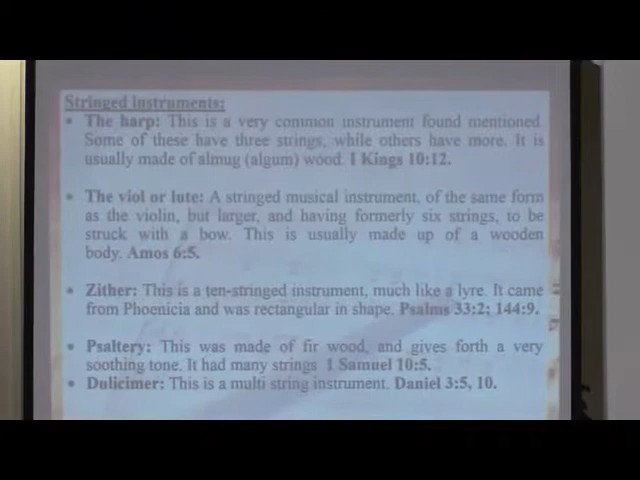 Stringed Instruments:
• The harp: This is a very common instrument found mentioned.
Some of these have three strings, while others have more. It is
usually made of almug (algum) wood. I Kings 10:12.
• The viol or lute: A stringed musical instrument, of the same form
as the violin, but larger, and having formerly six strings, to be
struck with a bow. This is usually made up of a wooden
body. Amos 6:5.
• Zither: This is a ten-stringed instrument, much like a lyre. It came
from Phoenicia and was rectangular in shape. Psalms 33:2; 144:9.
• Psaltery: This was made of fir wood, and gives forth a very
soothing tone. It had many strings 1 Samuel 10:5.
• Dulicimer: This is a multi string instrument. Daniel 3:5, 10.